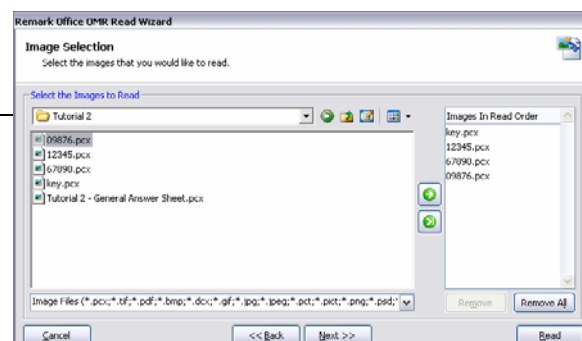 Remark Office OMR Read Wizard
Image Selection
Select the images that you would like to read.
Select the Images to Read
Tutorial 2
09876.pcx
12345.pcx
67090.pcx
key.pcx
Tutorial 2 - General Answer Sheet.pcx
Image Files (*.pcx;*.tif;*.pdf;*.bmp;*.dcx;*.gif;*.jpg;*.jpeg;*.pct;*.pict;*.png;*.psd;
Images In Read Order
key.pcx
12345.pcx
67090.pcx
09876.pcx
Remove
Remove All
Cancel
<< Back
Next >>
Read